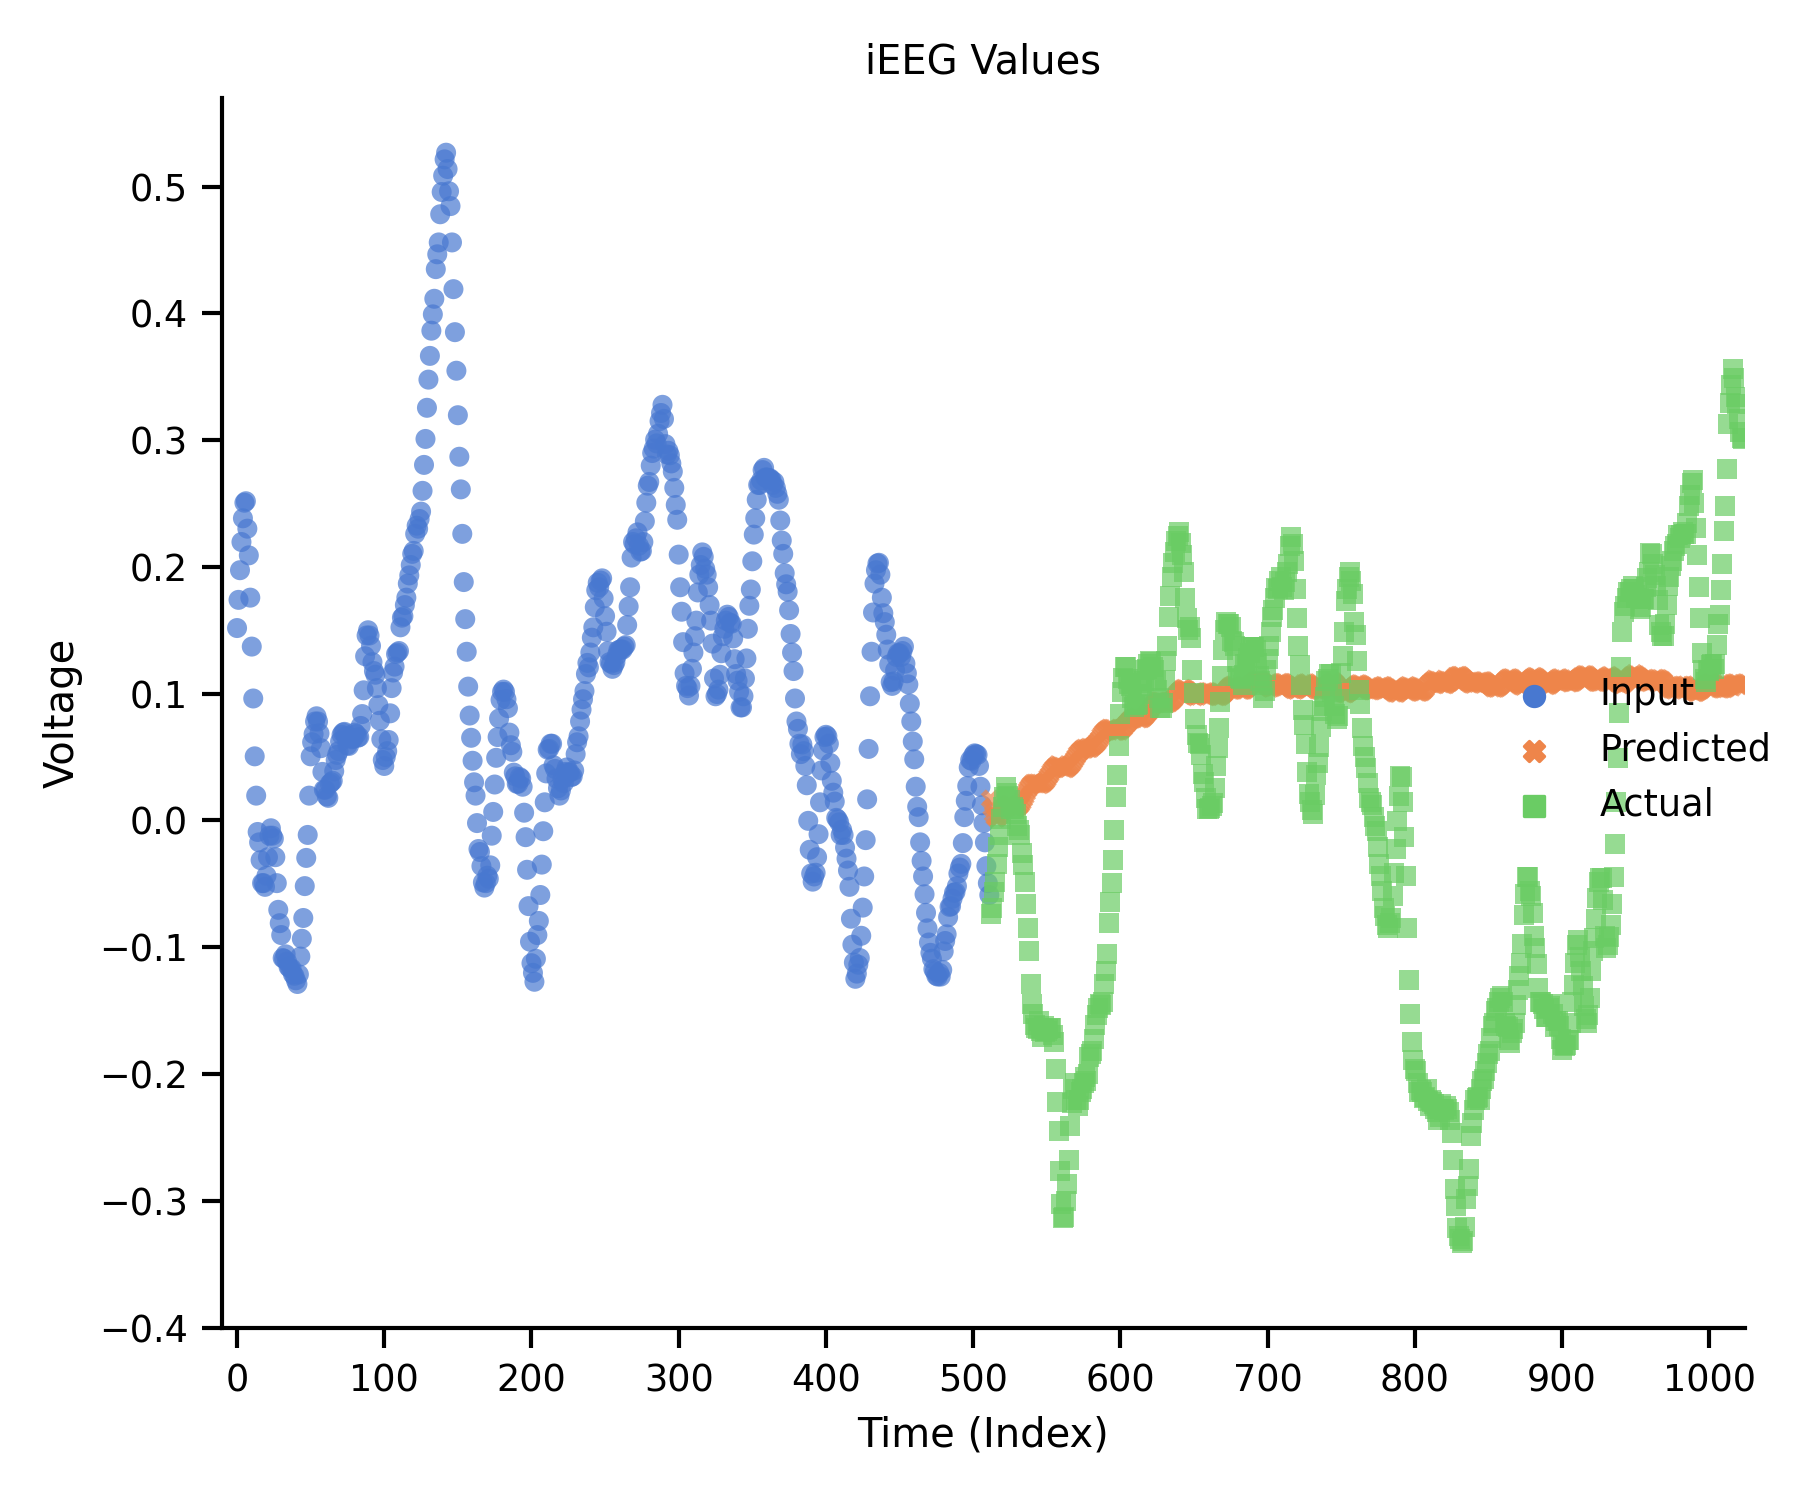 iEEG Values
Voltage
0.5
0.4
0.3
0.2
0.1
0.0
−0.1
−0.2
−0.3
−0.4
Input
Predicted
Actual
0 100 200 300 400 500 600 700 800 900 1000
Time (Index)